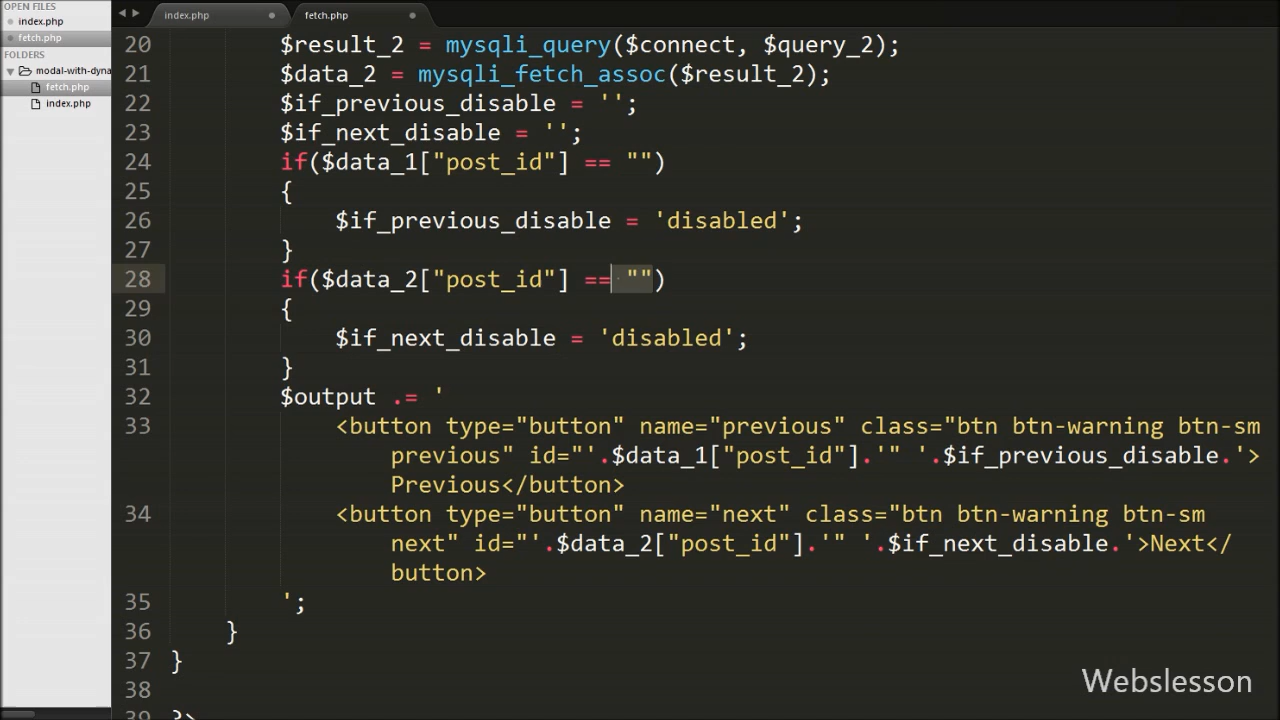 OPEN FILES
index.php
fetch.php
FOLDERS
modal-with-dyna
fetch.php
index.php
index.php
fetch.php
20 $result_2 = mysqli_query($connect, $query_2);
21 $data_2 = mysqli_fetch_assoc($result_2);
22 $if_previous_disable = '';
23 $if_next_disable = '';
24 if($data_1["post_id"] == "")
25 {
26 $if_previous_disable = 'disabled';
27 }
28 if($data_2["post_id"] == "")
29 {
30 $if_next_disable = 'disabled';
31 }
32 $output .= '
33 <button type="button" name="previous" class="btn btn-warning btn-sm
previous" id="'.$data_1["post_id"].'" '.$if_previous_disable.'>
Previous</button>
34 <button type="button" name="next" class="btn btn-warning btn-sm
next" id="'.$data_2["post_id"].'" '.$if_next_disable.'>Next</
button>
35 ';
36 }
37 }
38
39
Webslesson